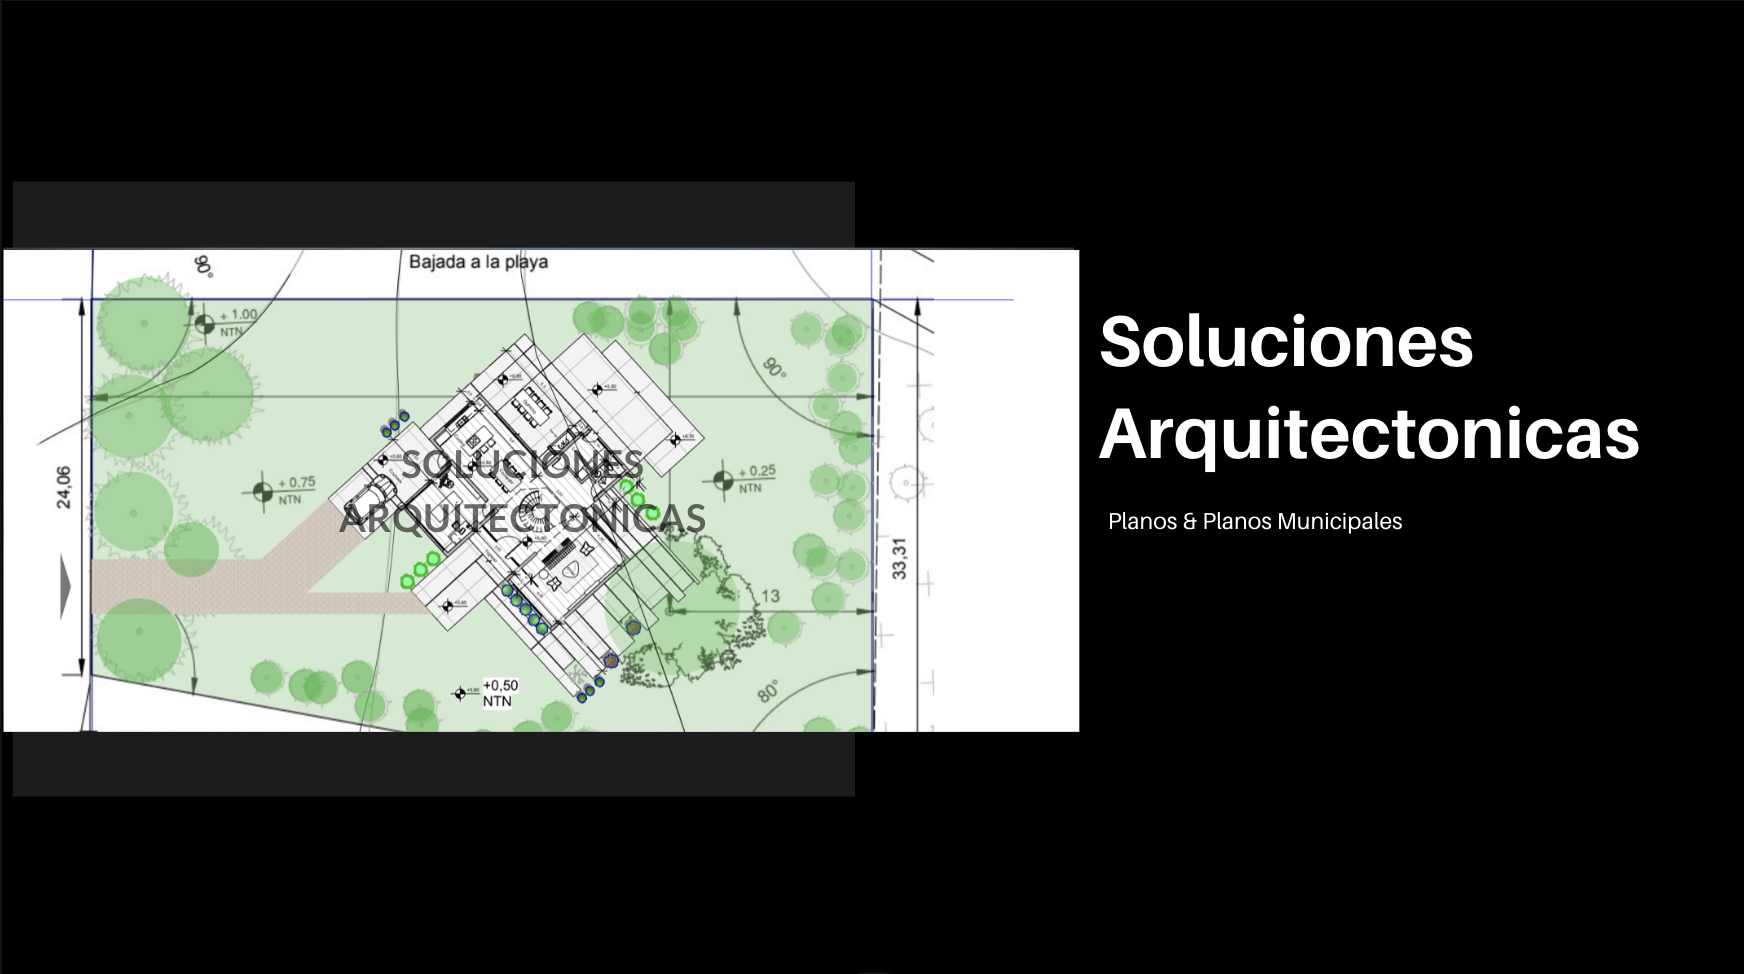 Bajada a la playa
90°
+ 1.00
NTN
90°
24,06
+ 0.75
NTN
+ 0.25
NTN
SOLUCIONES
ARQUITECTONICAS
33,31
13
80°
+0,50
NTN
Soluciones
Arquitectonicas
Planos & Planos Municipales